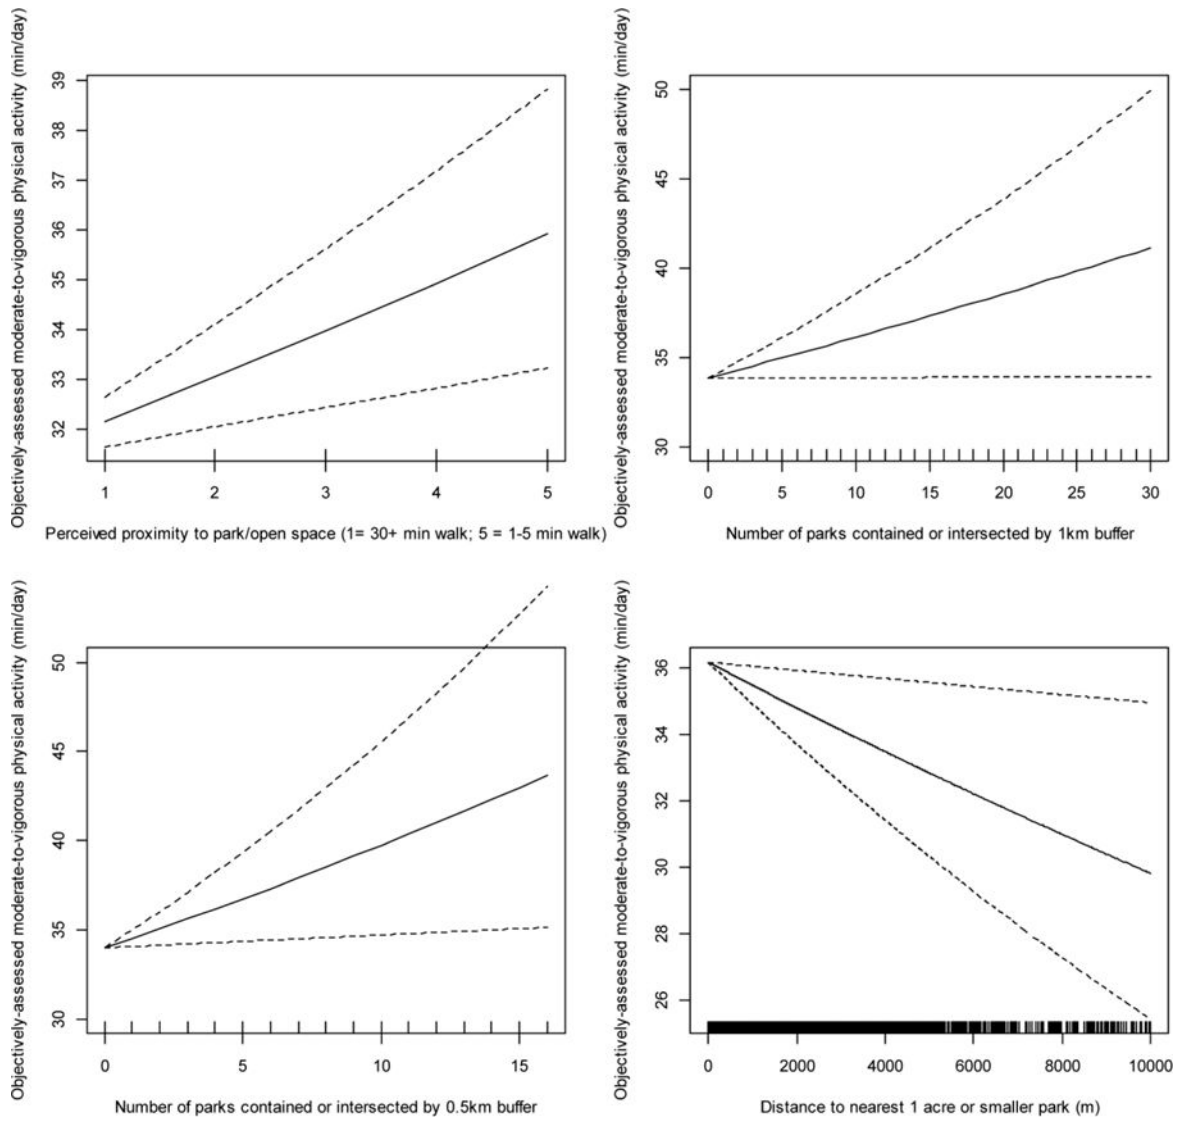 Objectively-assessed moderate-to-vigorous physical activity (min/day)
39
38
37
36
35
34
33
32
1 2 3 4 5
Perceived proximity to park/open space (1= 30+ min walk; 5 = 1-5 min walk)
Objectively-assessed moderate-to-vigorous physical activity (min/day)
50
45
40
35
30
0 5 10 15 20 25 30
Number of parks contained or intersected by 1km buffer
Objectively-assessed moderate-to-vigorous physical activity (min/day)
50
45
40
35
30
0 5 10 15
Number of parks contained or intersected by 0.5km buffer
Objectively-assessed moderate-to-vigorous physical activity (min/day)
36
34
32
30
28
26
0 2000 4000 6000 8000 10000
Distance to nearest 1 acre or smaller park (m)